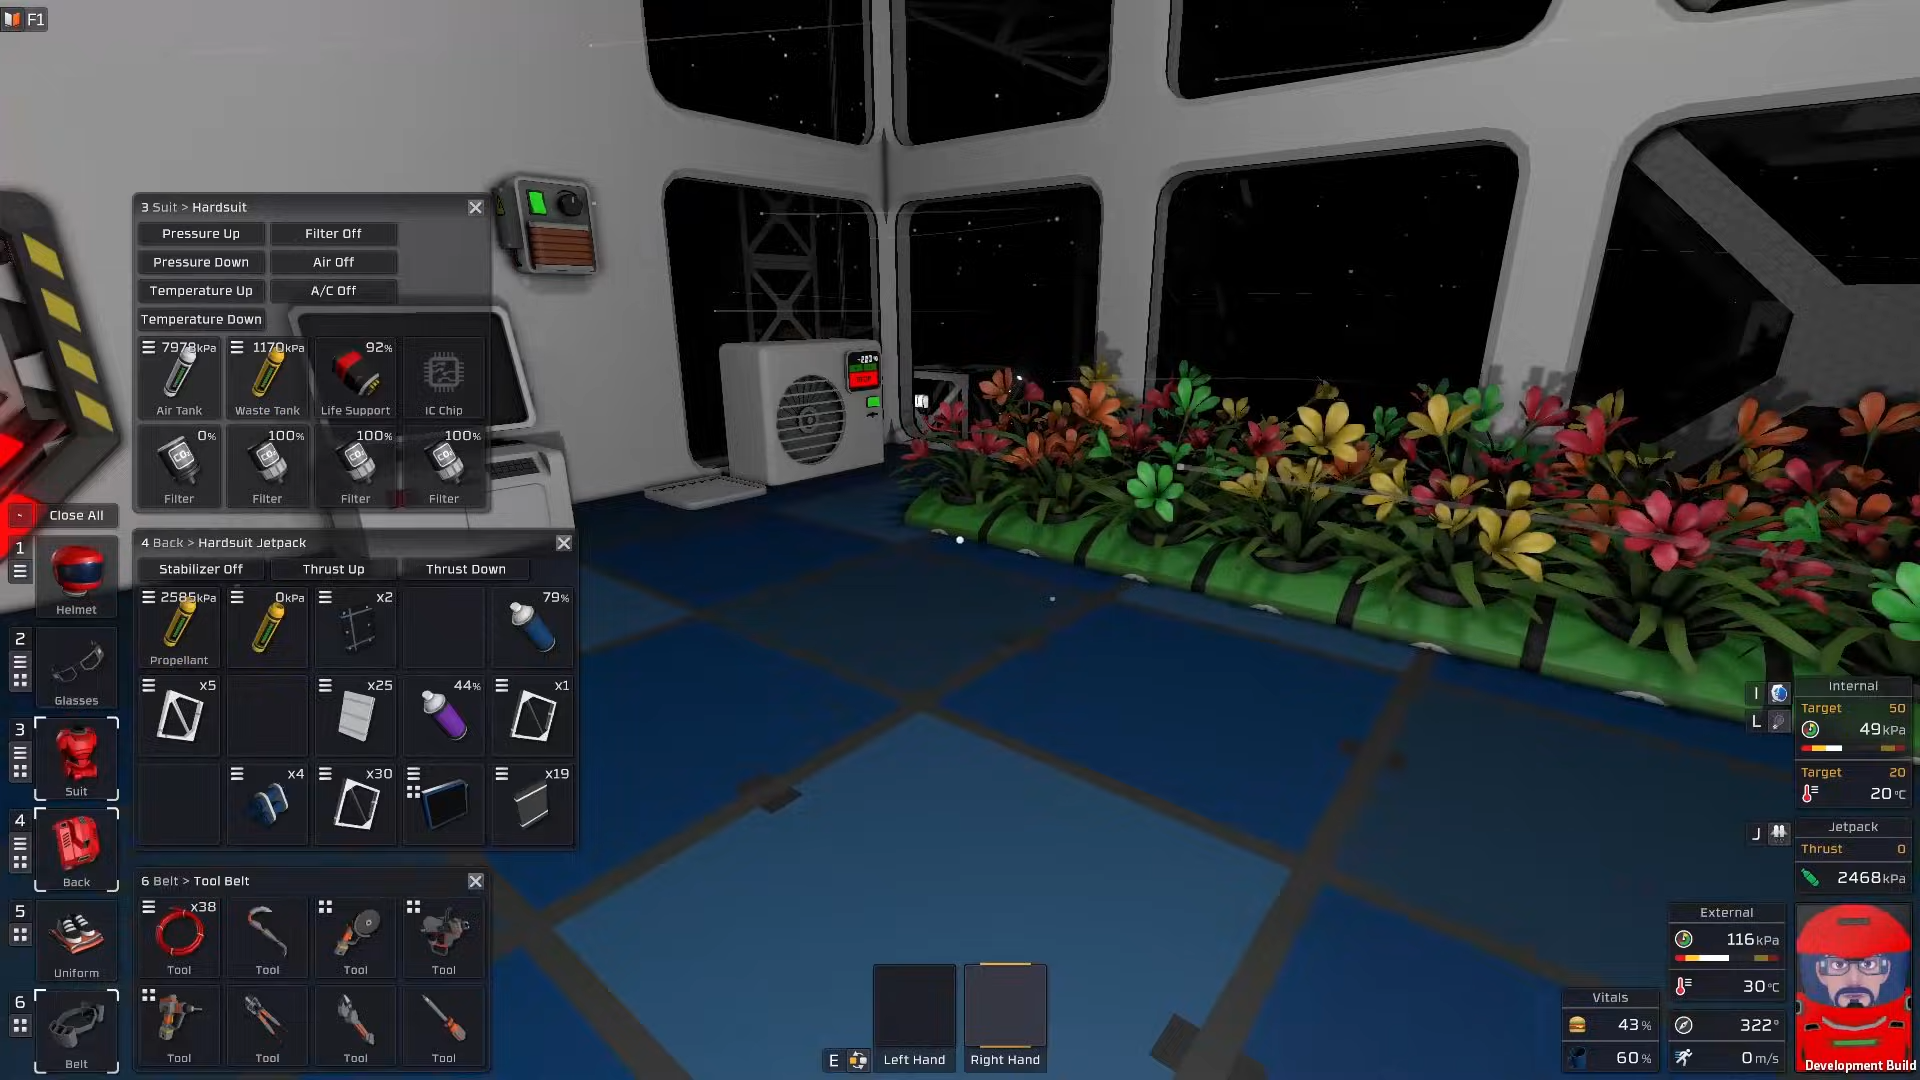 F1
3 Suit > Hardsuit
Pressure Up
Filter Off
Pressure Down
Air Off
Temperature Up
A/C Off
Temperature Down
7978kPa
1170kPa
92%
Air Tank
Waste Tank
Life Support
IC Chip
0%
100%
100%
100%
CO₂
CO₂
CO₂
CO₂
Filter
Filter
Filter
Filter
~
Close All
1
Helmet
2
Glasses
3
Suit
4
Back
5
Uniform
6
Belt
4 Back > Hardsuit Jetpack
Stabilizer Off
Thrust Up
Thrust Down
2585kPa
0kPa
x2
79%
Propellant
x5
x25
44%
x1
x4
x30
x19
6 Belt > Tool Belt
x38
Tool
Tool
Tool
Tool
Tool
Tool
Tool
Tool
E
Left Hand
Right Hand
I
L
Internal
Target 50
49kPa
Target 20
20°C
J
Jetpack
Thrust 0
2468kPa
External
116kPa
30°C
Vitals
43%
60%
322°
0m/s
Development Build